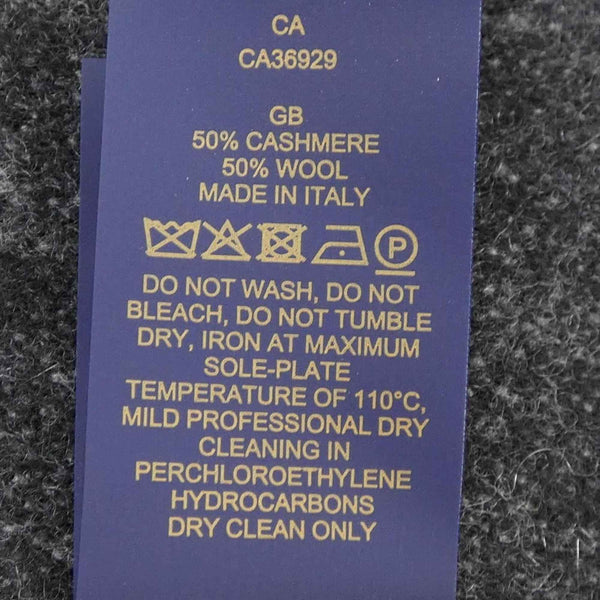 CA
CA36929
GB
50% CASHMERE
50% WOOL
MADE IN ITALY
P
DO NOT WASH, DO NOT
BLEACH, DO NOT TUMBLE
DRY, IRON AT MAXIMUM
SOLE-PLATE
TEMPERATURE OF 110°C,
MILD PROFESSIONAL DRY
CLEANING IN
PERCHLOROETHYLENE
HYDROCARBONS
DRY CLEAN ONLY